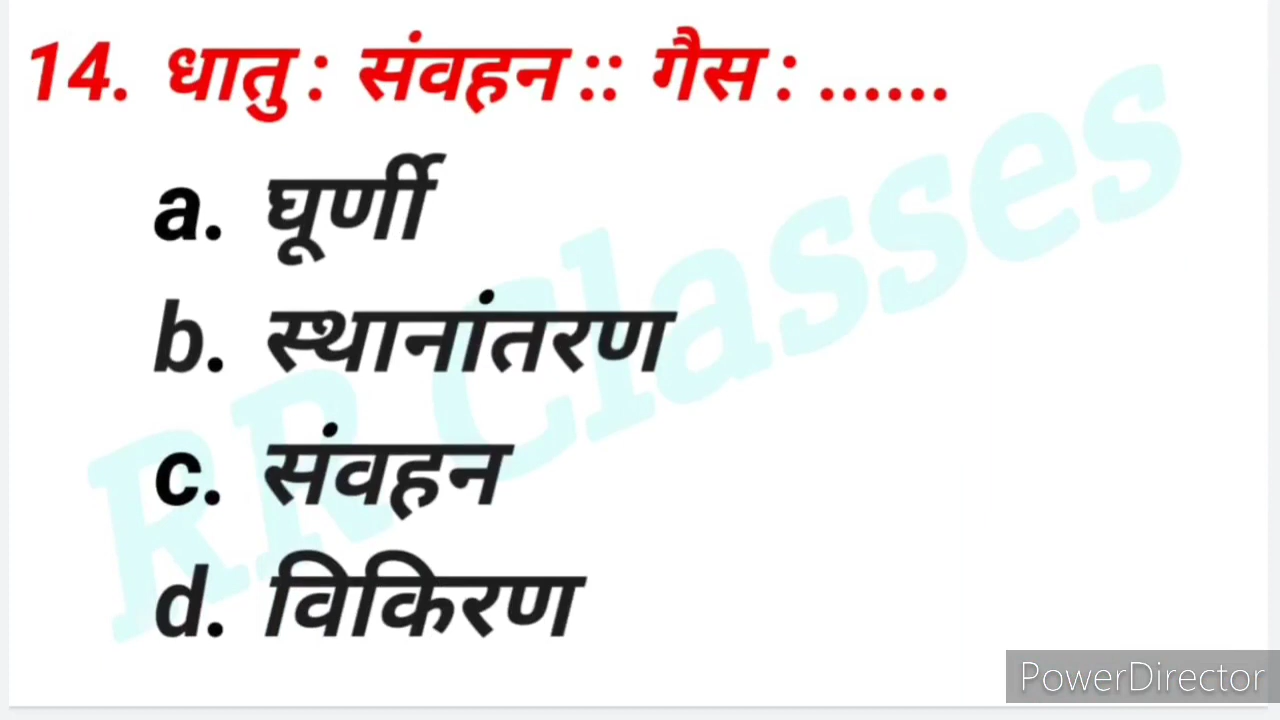 14. धातु : संवहन :: गैस : ......
a. घूर्णी
b. स्थानांतरण
c. संवहन
d. विकिरण
RR Classes
PowerDirector